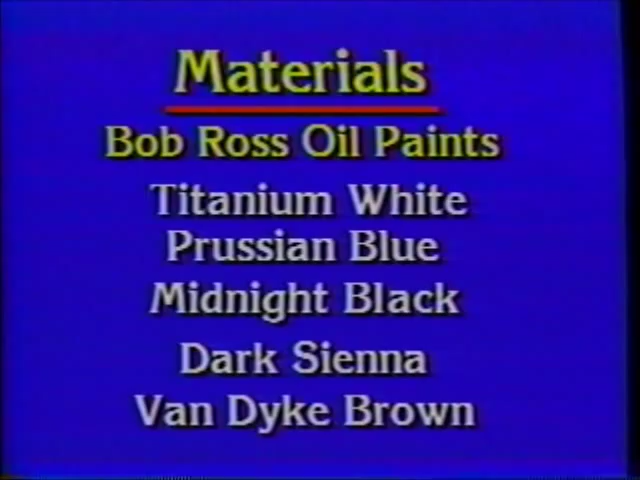 Materials
Bob Ross Oil Paints
Titanium White
Prussian Blue
Midnight Black
Dark Sienna
Van Dyke Brown